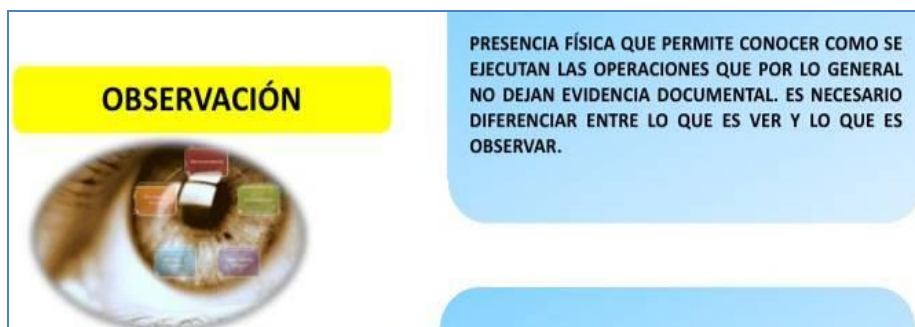 OBSERVACIÓN
PRESENCIA FÍSICA QUE PERMITE CONOCER COMO SE
EJECUTAN LAS OPERACIONES QUE POR LO GENERAL
NO DEJAN EVIDENCIA DOCUMENTAL. ES NECESARIO
DIFERENCIAR ENTRE LO QUE ES VER Y LO QUE ES
OBSERVAR.